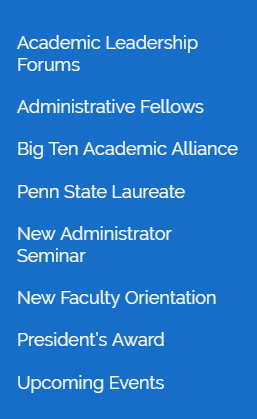 Academic Leadership
Forums
Administrative Fellows
Big Ten Academic Alliance
Penn State Laureate
New Administrator
Seminar
New Faculty Orientation
President's Award
Upcoming Events